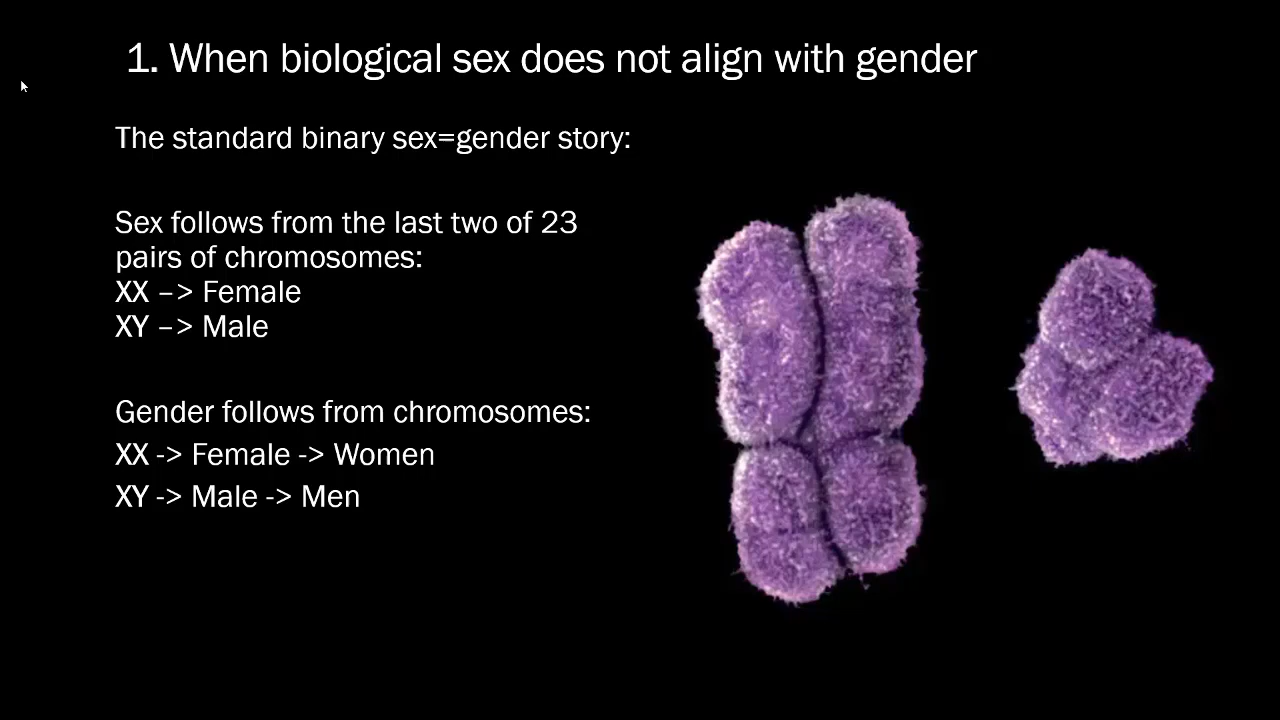 1. When biological sex does not align with gender
The standard binary sex=gender story:
Sex follows from the last two of 23
pairs of chromosomes:
XX –> Female
XY –> Male
Gender follows from chromosomes:
XX -> Female -> Women
XY -> Male -> Men